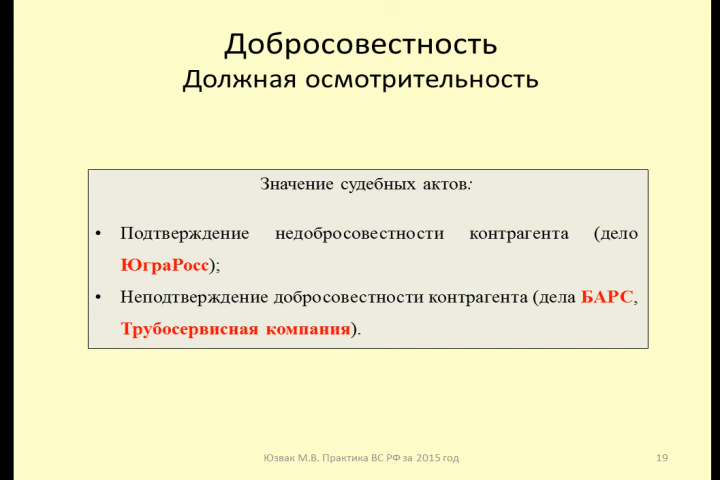 Добросовестность
Должная осмотрительность
Значение судебных актов:
• Подтверждение недобросовестности контрагента (дело
ЮграРосс);
• Неподтверждение добросовестности контрагента (дела БАРС,
Трубосервисная компания).
Юзвак М.В. Практика ВС РФ за 2015 год
19